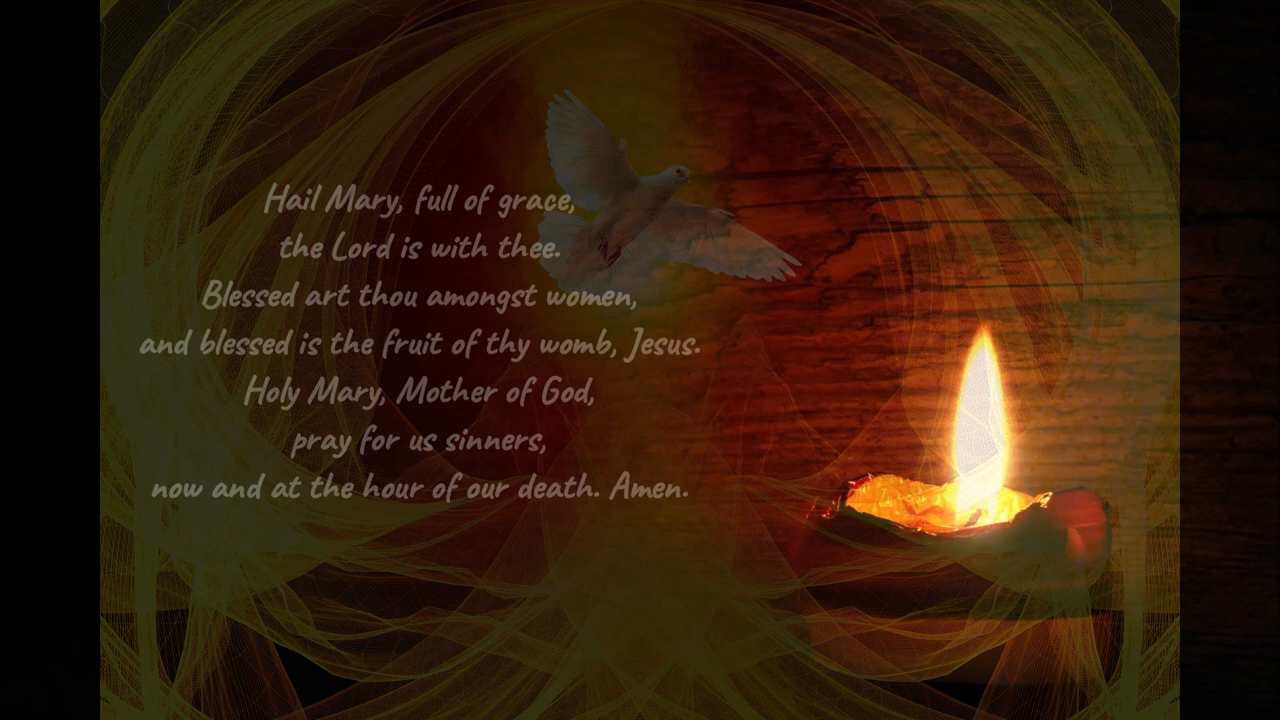 Hail Mary, full of grace,
the Lord is with thee.
Blessed art thou amongst women,
and blessed is the fruit of thy womb, Jesus.
Holy Mary, Mother of God,
pray for us sinners,
now and at the hour of our death. Amen.